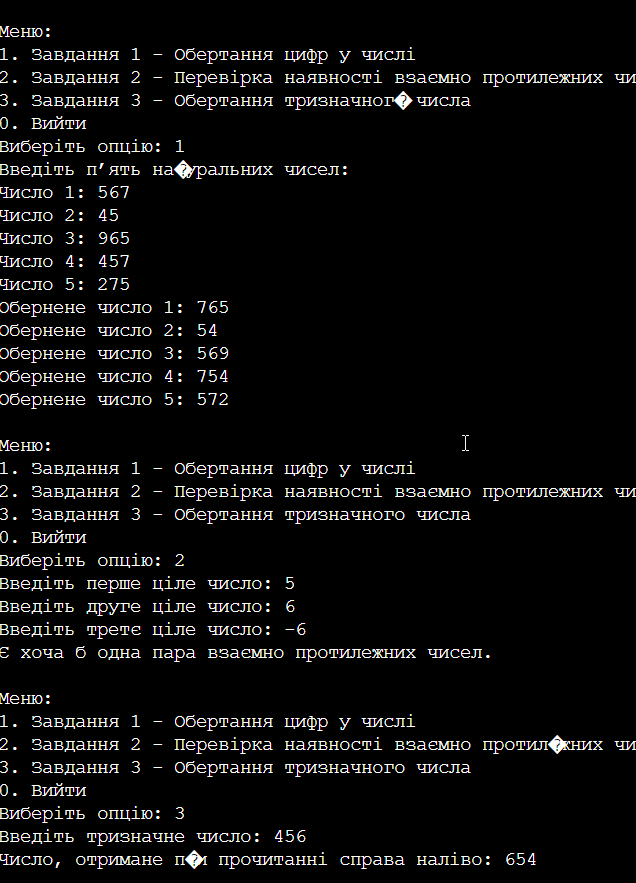 Меню:
1. Завдання 1 - Обертання цифр у числі
2. Завдання 2 - Перевірка наявності взаємно протилежних чи
3. Завдання 3 - Обертання тризначног� числа
0. Вийти
Виберіть опцію: 1
Введіть п’ять на�уральних чисел:
Число 1: 567
Число 2: 45
Число 3: 965
Число 4: 457
Число 5: 275
Обернене число 1: 765
Обернене число 2: 54
Обернене число 3: 569
Обернене число 4: 754
Обернене число 5: 572
Меню:
1. Завдання 1 - Обертання цифр у числі
2. Завдання 2 - Перевірка наявності взаємно протилежних чи
3. Завдання 3 - Обертання тризначного числа
0. Вийти
Виберіть опцію: 2
Введіть перше ціле число: 5
Введіть друге ціле число: 6
Введіть третє ціле число: -6
Є хоча б одна пара взаємно протилежних чисел.
Меню:
1. Завдання 1 - Обертання цифр у числі
2. Завдання 2 - Перевірка наявності взаємно протил�жних чи
3. Завдання 3 - Обертання тризначного числа
0. Вийти
Виберіть опцію: 3
Введіть тризначне число: 456
Число, отримане п�и прочитанні справа наліво: 654